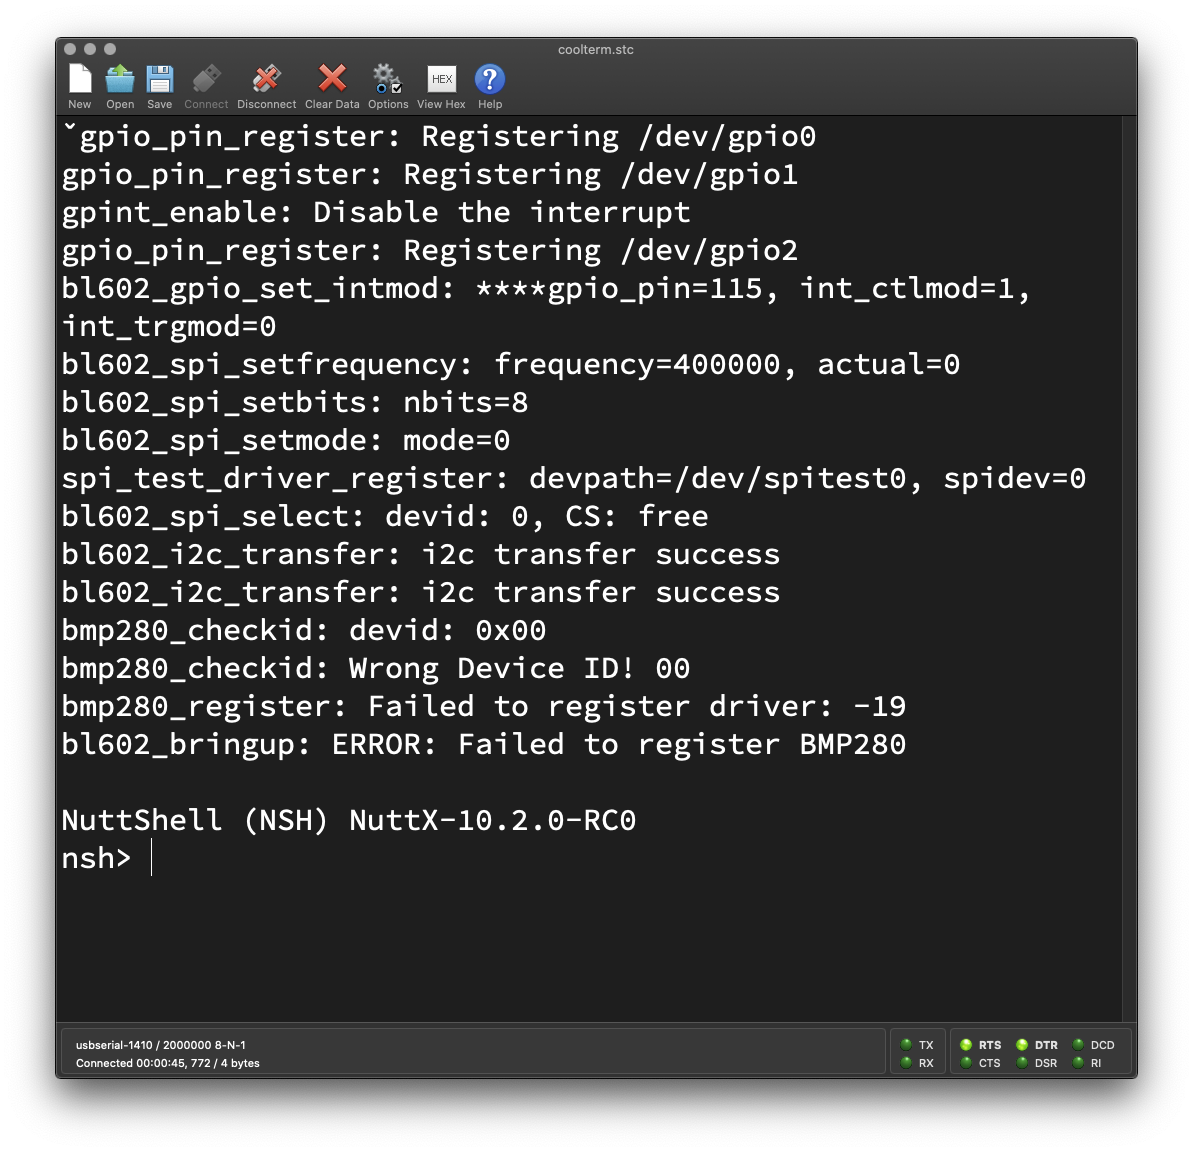 coolterm.stc
New Open Save Connect Disconnect Clear Data Options HEX View Hex ? Help
ˇgpio_pin_register: Registering /dev/gpio0
gpio_pin_register: Registering /dev/gpio1
gpint_enable: Disable the interrupt
gpio_pin_register: Registering /dev/gpio2
bl602_gpio_set_intmod: ****gpio_pin=115, int_ctlmod=1,
int_trgmod=0
bl602_spi_setfrequency: frequency=400000, actual=0
bl602_spi_setbits: nbits=8
bl602_spi_setmode: mode=0
spi_test_driver_register: devpath=/dev/spitest0, spidev=0
bl602_spi_select: devid: 0, CS: free
bl602_i2c_transfer: i2c transfer success
bl602_i2c_transfer: i2c transfer success
bmp280_checkid: devid: 0x00
bmp280_checkid: Wrong Device ID! 00
bmp280_register: Failed to register driver: -19
bl602_bringup: ERROR: Failed to register BMP280
NuttShell (NSH) NuttX-10.2.0-RC0
nsh>
usbserial-1410 / 2000000 8-N-1 TX RTS DTR DCD
Connected 00:00:45, 772 / 4 bytes RX CTS DSR RI